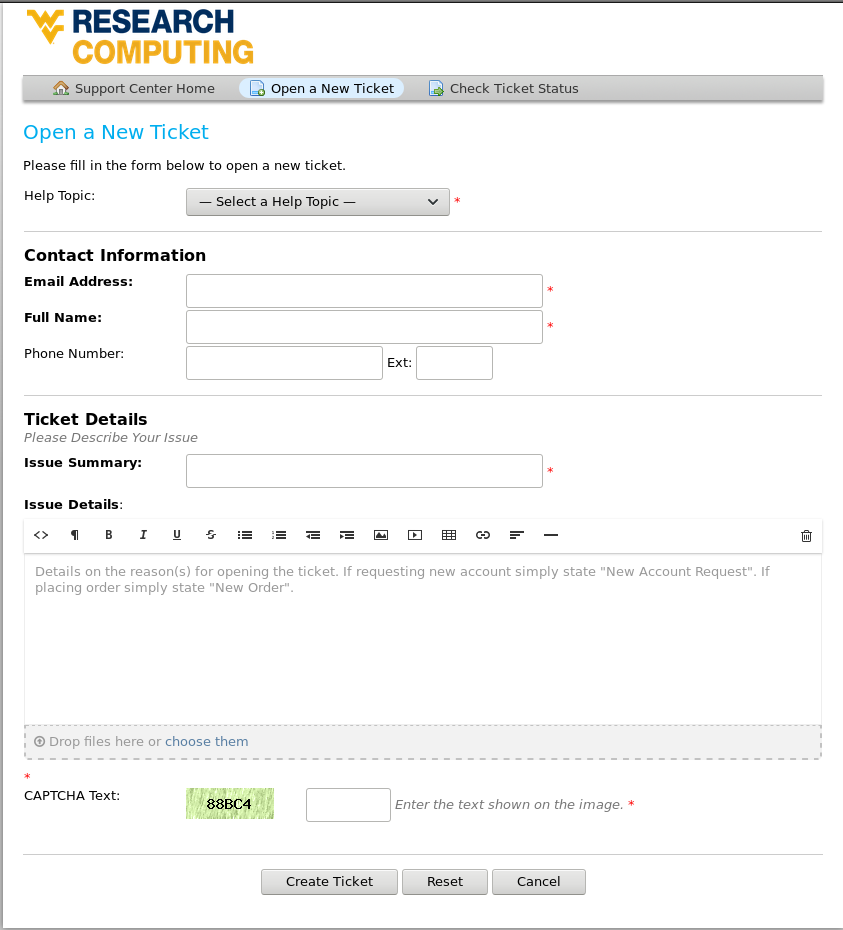 RESEARCH
COMPUTING
Support Center Home Open a New Ticket Check Ticket Status
Open a New Ticket
Please fill in the form below to open a new ticket.
Help Topic: — Select a Help Topic — *
Contact Information
Email Address: *
Full Name: *
Phone Number: Ext:
Ticket Details
Please Describe Your Issue
Issue Summary: *
Issue Details:
<> ¶ B I U S
Details on the reason(s) for opening the ticket. If requesting new account simply state "New Account Request". If
placing order simply state "New Order".
Drop files here or choose them
*
CAPTCHA Text: 88BC4 Enter the text shown on the image. *
Create Ticket Reset Cancel